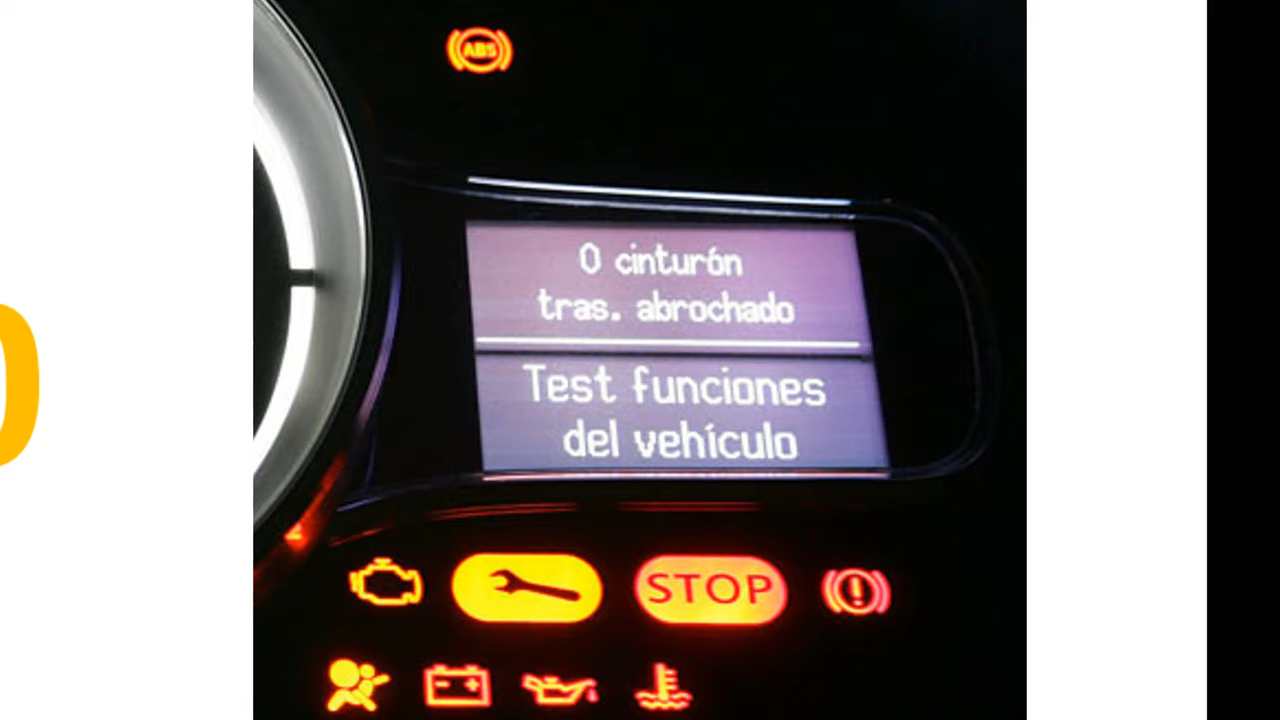 ABS
0 cinturón
tras. abrochado
Test funciones
del vehículo
STOP